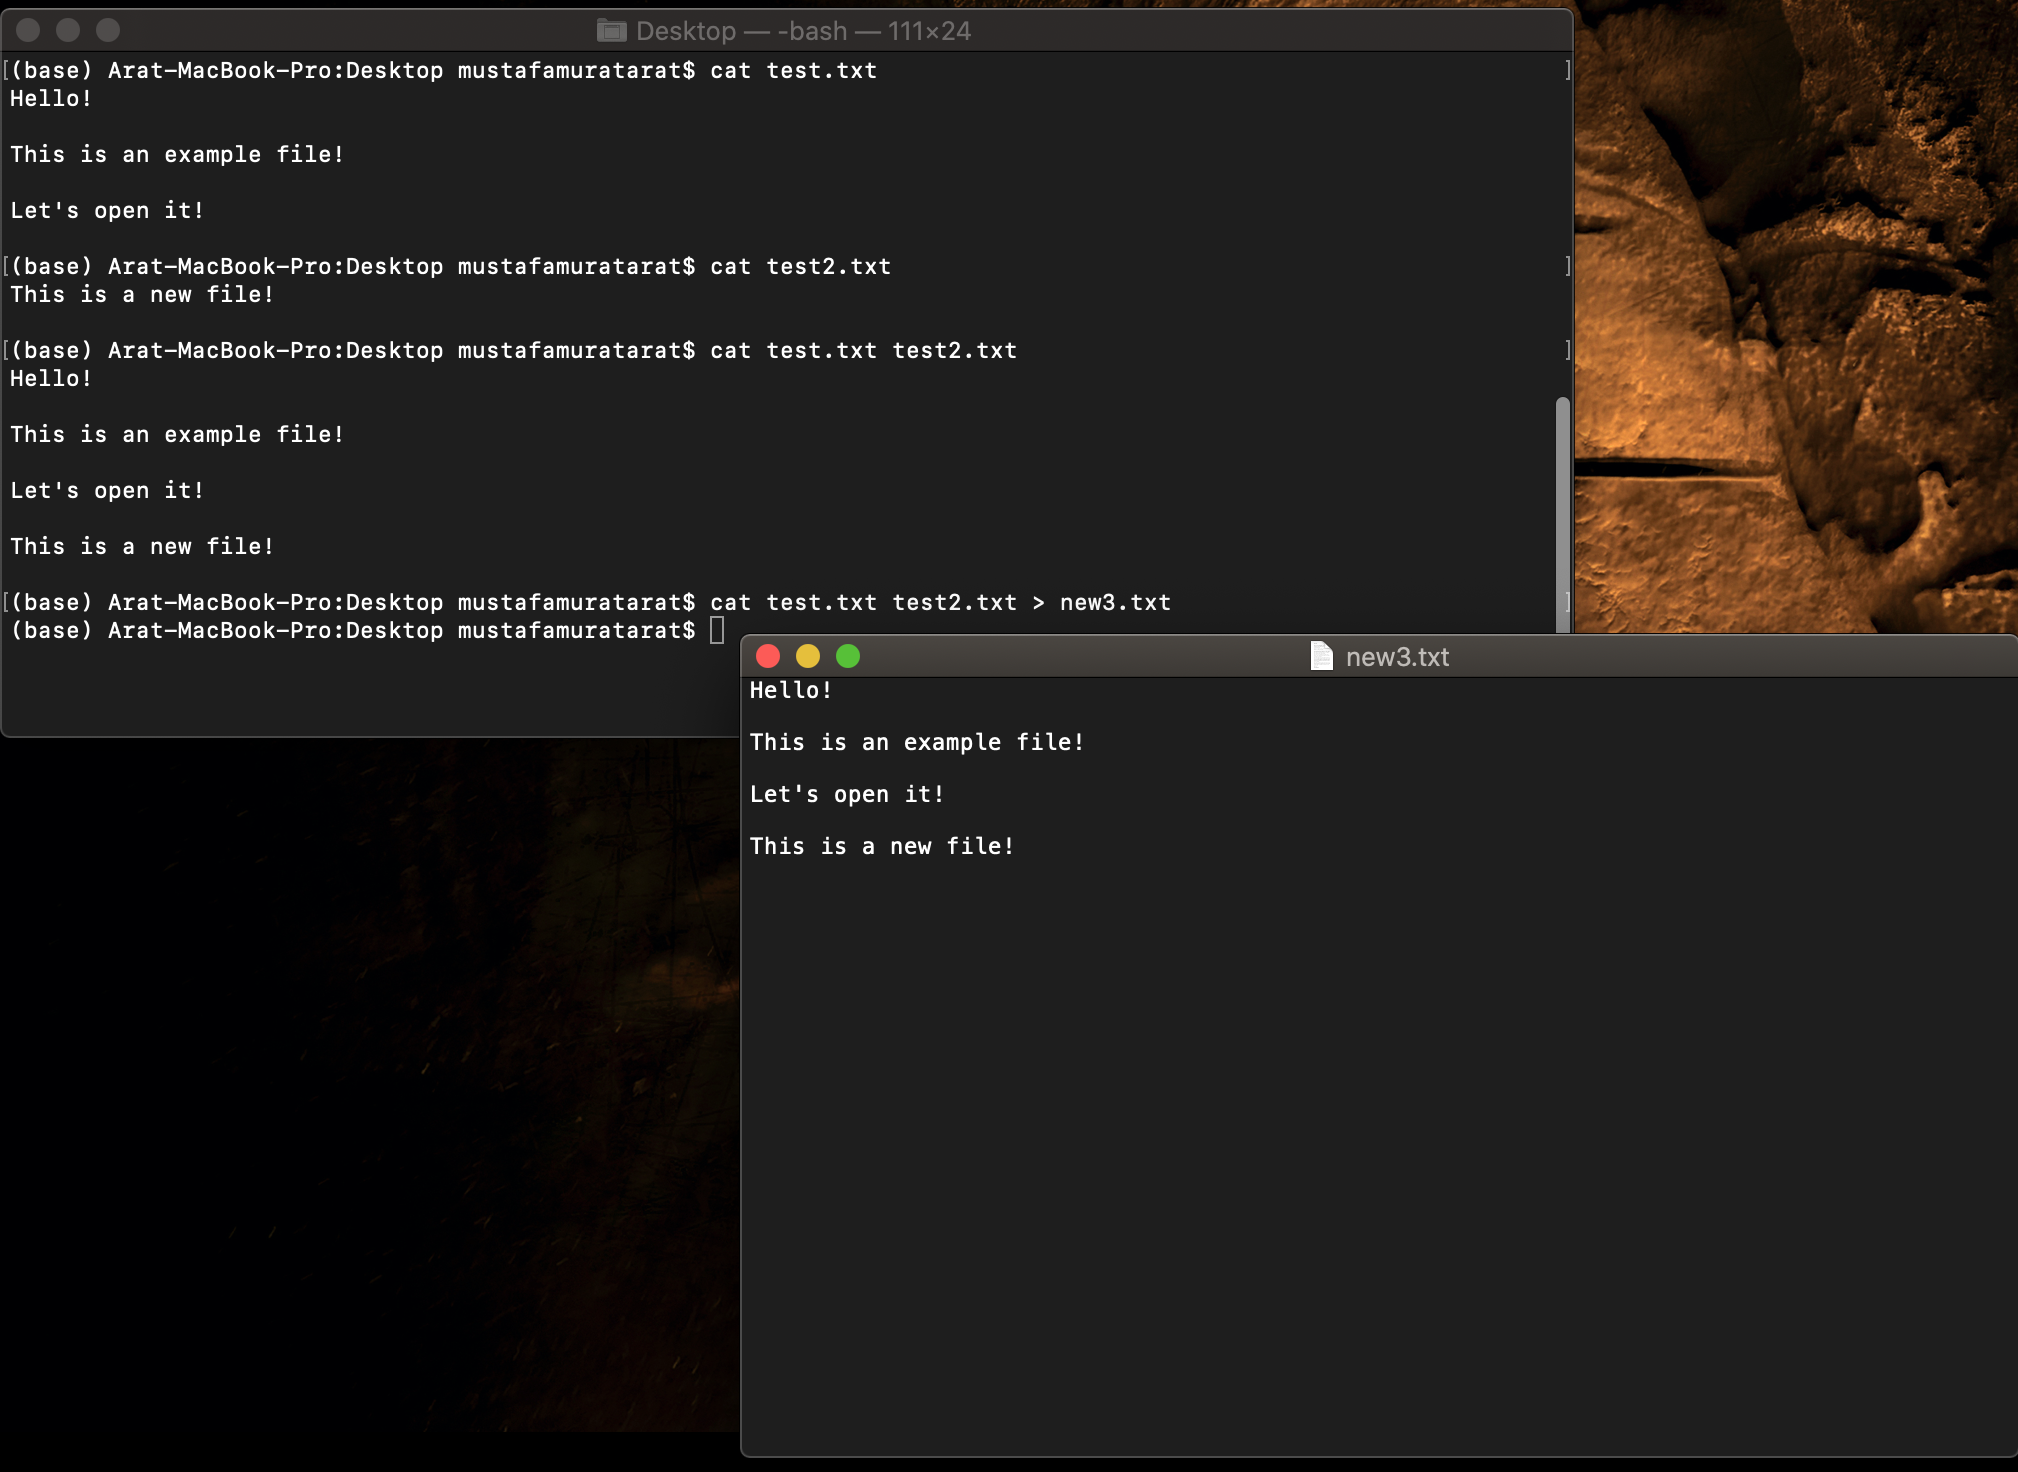 Desktop — -bash — 111×24
(base) Arat-MacBook-Pro:Desktop mustafamuratarat$ cat test.txt
Hello!
This is an example file!
Let's open it!
(base) Arat-MacBook-Pro:Desktop mustafamuratarat$ cat test2.txt
This is a new file!
(base) Arat-MacBook-Pro:Desktop mustafamuratarat$ cat test.txt test2.txt
Hello!
This is an example file!
Let's open it!
This is a new file!
(base) Arat-MacBook-Pro:Desktop mustafamuratarat$ cat test.txt test2.txt > new3.txt
(base) Arat-MacBook-Pro:Desktop mustafamuratarat$
new3.txt
Hello!
This is an example file!
Let's open it!
This is a new file!